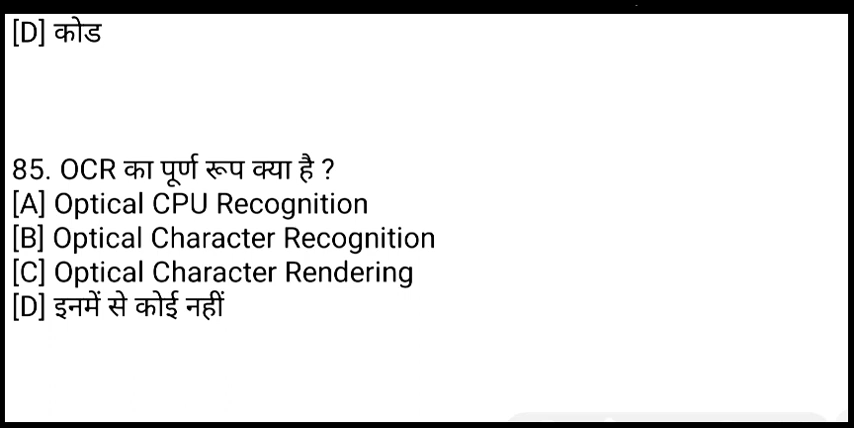 [D] कोड
85. OCR का पूर्ण रूप क्या है ?
[A] Optical CPU Recognition
[B] Optical Character Recognition
[C] Optical Character Rendering
[D] इनमें से कोई नहीं